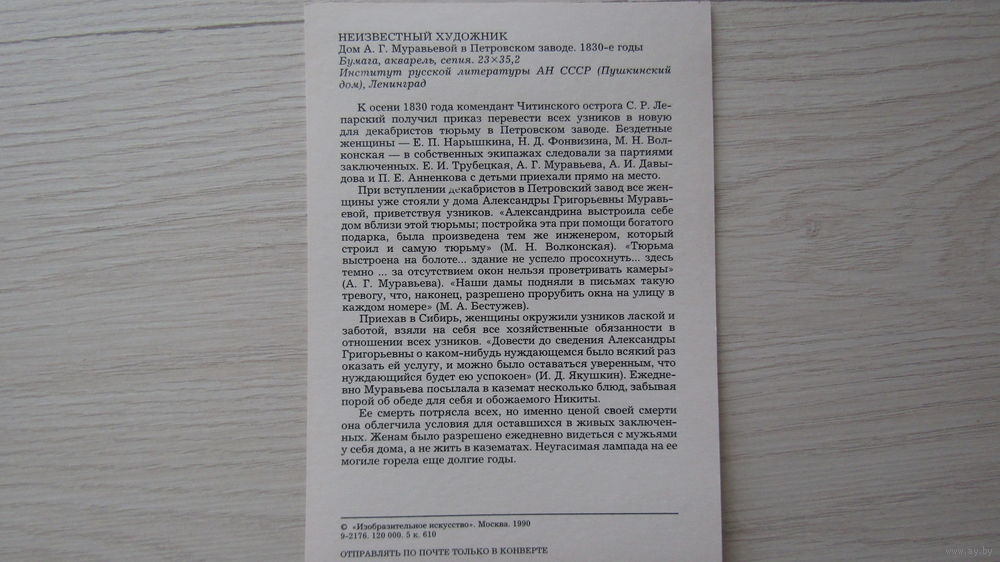 НЕИЗВЕСТНЫЙ ХУДОЖНИК
Дом А. Г. Муравьевой в Петровском заводе. 1830-е годы
Бумага, акварель, сепия. 23×35,2
Институт русской литературы АН СССР (Пушкинский
дом), Ленинград
К осени 1830 года комендант Читинского острога С. Р. Ле-
парский получил приказ перевести всех узников в новую
для декабристов тюрьму в Петровском заводе. Бездетные
женщины — Е. П. Нарышкина, Н. Д. Фонвизина, М. Н. Вол-
конская — в собственных экипажах следовали за партиями
заключенных. Е. И. Трубецкая, А. Г. Муравьева, А. И. Давы-
дова и П. Е. Анненкова с детьми приехали прямо на место.
При вступлении декабристов в Петровский завод все жен-
щины уже стояли у дома Александры Григорьевны Муравь-
евой, приветствуя узников. «Александрина выстроила себе
дом вблизи этой тюрьмы; постройка эта при помощи богатого
подарка, была произведена тем же инженером, который
строил и самую тюрьму» (М. Н. Волконская). «Тюрьма
выстроена на болоте... здание не успело просохнуть... здесь
темно ... за отсутствием окон нельзя проветривать камеры»
(А. Г. Муравьева). «Наши дамы подняли в письмах такую
тревогу, что, наконец, разрешено прорубить окна на улицу в
каждом номере» (М. А. Бестужев).
Приехав в Сибирь, женщины окружили узников лаской и
заботой, взяли на себя все хозяйственные обязанности в
отношении всех узников. «Довести до сведения Александры
Григорьевны о каком-нибудь нуждающемся было всякий раз
оказать ей услугу, и можно было оставаться уверенным, что
нуждающийся будет ею успокоен» (И. Д. Якушкин). Ежедне-
вно Муравьева посылала в каземат несколько блюд, забывая
порой об обеде для себя и обожаемого Никиты.
Ее смерть потрясла всех, но именно ценой своей смерти
она облегчила условия для оставшихся в живых заключен-
ных. Женам было разрешено ежедневно видеться с мужьями
у себя дома, а не жить в казематах. Неугасимая лампада на ее
могиле горела еще долгие годы.
© «Изобразительное искусство». Москва. 1990
9-2176. 120 000. 5 к. 610
ОТПРАВЛЯТЬ ПО ПОЧТЕ ТОЛЬКО В КОНВЕРТЕ
www.ay.by